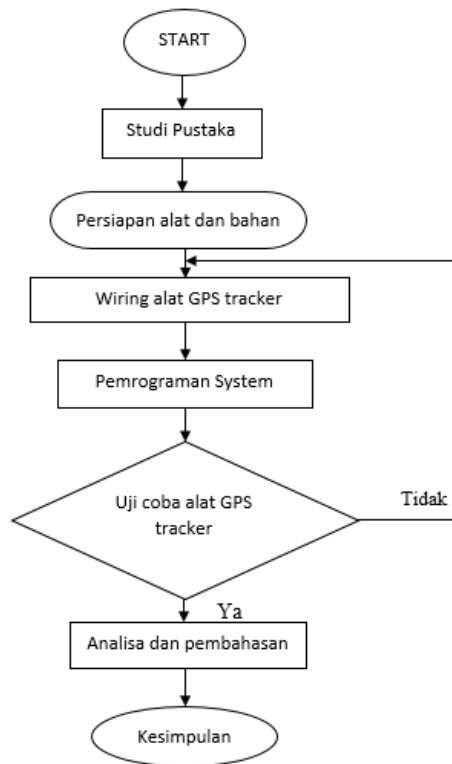 START
Studi Pustaka
Persiapan alat dan bahan
Wiring alat GPS tracker
Pemrograman System
Uji coba alat GPS
tracker
Tidak
Ya
Analisa dan pembahasan
Kesimpulan